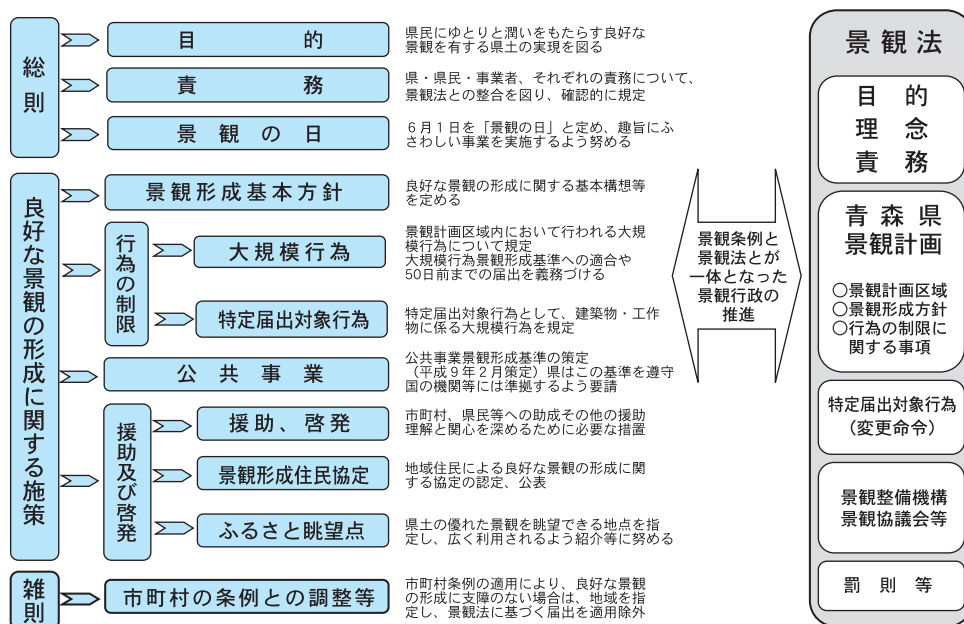 総則
目的
県民にゆとりと潤いをもたらす良好な
景観を有する県土の実現を図る
責務
県・県民・事業者、それぞれの責務について、
景観法との整合を図り、確認的に規定
景観の日
６月１日を「景観の日」と定め、趣旨にふ
さわしい事業を実施するよう努める
良好な景観の形成に関する施策
景観形成基本方針
良好な景観の形成に関する基本構想等
を定める
行為の制限
大規模行為
景観計画区域内において行われる大規
模行為について規定
大規模行為景観形成基準への適合や
50日前までの届出を義務づける
特定届出対象行為
特定届出対象行為として、建築物・工作
物に係る大規模行為を規定
公共事業
公共事業景観形成基準の策定
（平成９年２月策定）県はこの基準を遵守
国の機関等には準拠するよう要請
援助及び啓発
援助、啓発
市町村、県民等への助成その他の援助
理解と関心を深めるために必要な措置
景観形成住民協定
地域住民による良好な景観の形成に関
する協定の認定、公表
ふるさと眺望点
県土の優れた景観を眺望できる地点を指
定し、広く利用されるよう紹介等に努める
雑則
市町村の条例との調整等
市町村条例の適用により、良好な景観
の形成に支障のない場合は、地域を指
定し、景観法に基づく届出を適用除外
景観条例と
景観法とが
一体となった
景観行政の
推進
景観法
目的
理念
責務
青森県
景観計画
○景観計画区域
○景観形成方針
○行為の制限に
関する事項
特定届出対象行為
（変更命令）
景観整備機構
景観協議会等
罰則等